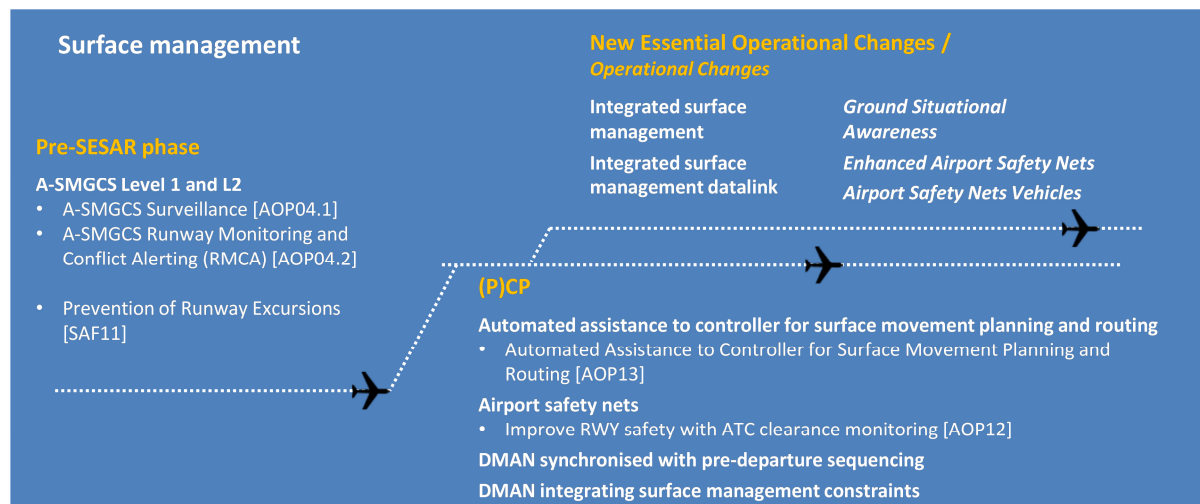 Surface management
New Essential Operational Changes /
Operational Changes
Integrated surface
management
Ground Situational
Awareness
Integrated surface
management datalink
Enhanced Airport Safety Nets
Airport Safety Nets Vehicles
Pre-SESAR phase
A-SMGCS Level 1 and L2
• A-SMGCS Surveillance [AOP04.1]
• A-SMGCS Runway Monitoring and
Conflict Alerting (RMCA) [AOP04.2]
• Prevention of Runway Excursions
[SAF11]
(P)CP
Automated assistance to controller for surface movement planning and routing
• Automated Assistance to Controller for Surface Movement Planning and
Routing [AOP13]
Airport safety nets
• Improve RWY safety with ATC clearance monitoring [AOP12]
DMAN synchronised with pre-departure sequencing
DMAN integrating surface management constraints